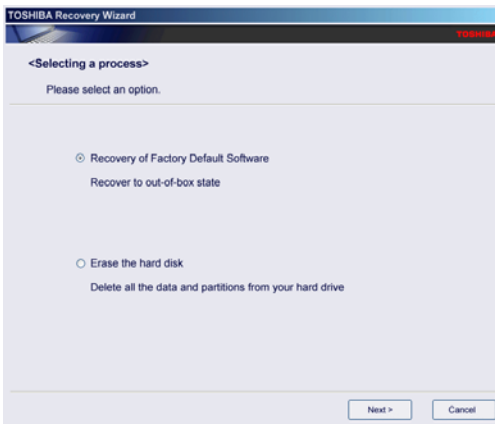 TOSHIBA Recovery Wizard
TOSHIBA
<Selecting a process>
Please select an option.
Recovery of Factory Default Software
Recover to out-of-box state
Erase the hard disk
Delete all the data and partitions from your hard drive
Next >
Cancel